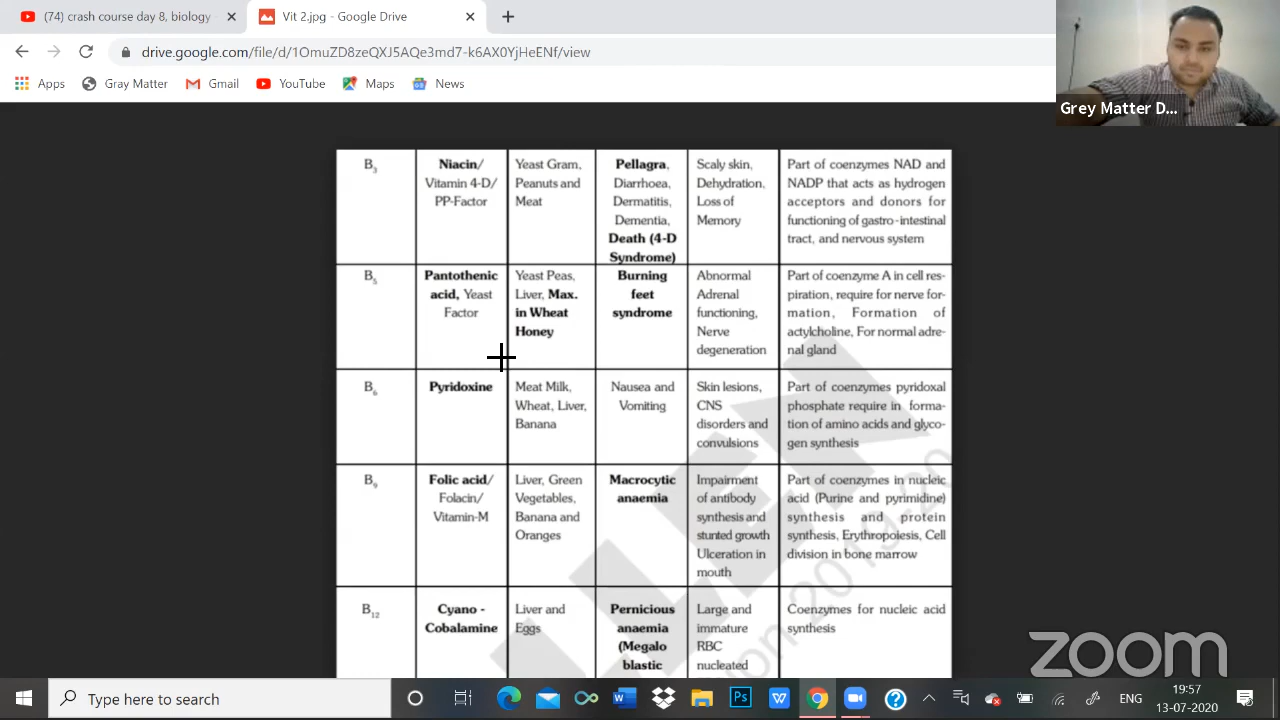 (74) crash course day 8, biology
Vit 2.jpg - Google Drive
drive.google.com/file/d/1OmuZD8zeQXJ5AQe3md7-k6AX0YjHeENf/view
Apps Grey Matter Gmail YouTube Maps News
Grey Matter D...
B3
Niacin/
Vitamin 4-D/
PP-Factor
Yeast Gram,
Peanuts and
Meat
Pellagra,
Diarrhoea,
Dermatitis,
Dementia,
Death (4-D
Syndrome)
Scaly skin,
Dehydration,
Loss of
Memory
Part of coenzymes NAD and
NADP that acts as hydrogen
acceptors and donors for
functioning of gastro-intestinal
tract, and nervous system
B5
Pantothenic
acid, Yeast
Factor
Yeast Peas,
Liver, Max.
in Wheat
Honey
Burning
feet
syndrome
Abnormal
Adrenal
functioning,
Nerve
degeneration
Part of coenzyme A in cell res-
piration, require for nerve for-
mation, Formation of
actylcholine, For normal adre-
nal gland
B6
Pyridoxine
Meat Milk,
Wheat, Liver,
Banana
Nausea and
Vomiting
Skin lesions,
CNS
disorders and
convulsions
Part of coenzymes pyridoxal
phosphate require in forma-
tion of amino acids and glyco-
gen synthesis
B9
Folic acid/
Folacin/
Vitamin-M
Liver, Green
Vegetables,
Banana and
Oranges
Macrocytic
anaemia
Impairment
of antibody
synthesis and
stunted growth
Ulceration in
mouth
Part of coenzymes in nucleic
acid (Purine and pyrimidine)
synthesis and protein
synthesis, Erythropoiesis, Cell
division in bone marrow
B12
Cyano -
Cobalamine
Liver and
Eggs
Pernicious
anaemia
(Megalo
blastic
Large and
immature
RBC
nucleated
Coenzymes for nucleic acid
synthesis
zoom
Type here to search
ENG
19:57
13-07-2020